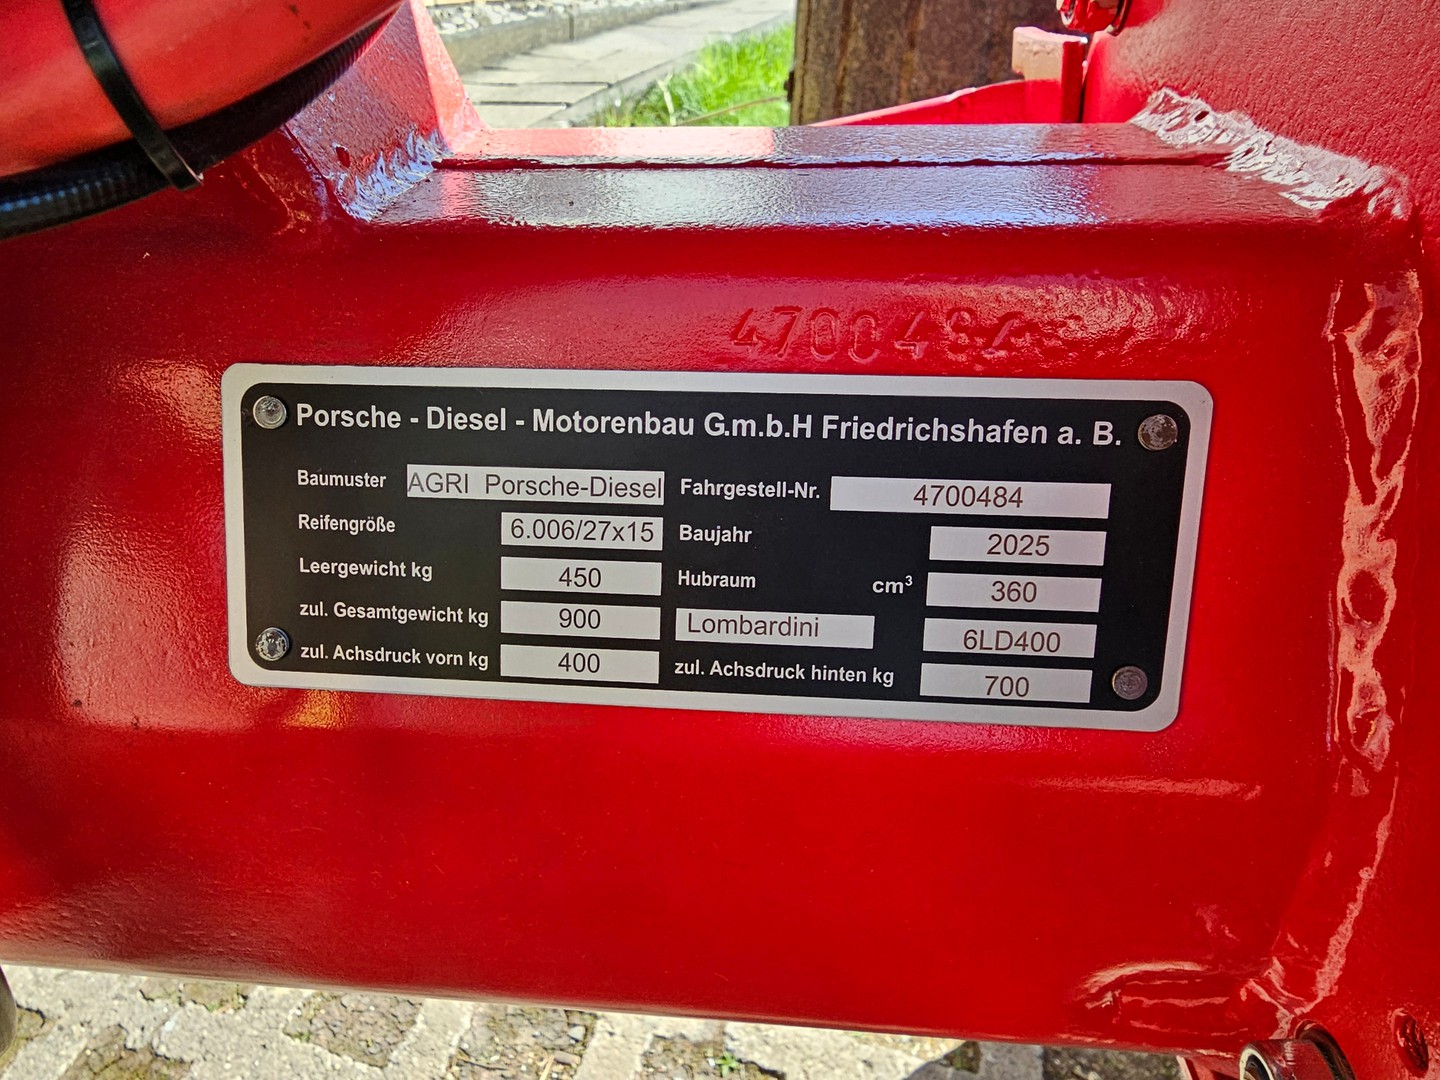 4700484
Porsche - Diesel - Motorenbau G.m.b.H Friedrichshafen a. B.
Baumuster AGRI Porsche-Diesel Fahrgestell-Nr. 4700484
Reifengröße 6.006/27x15 Baujahr 2025
Leergewicht kg 450 Hubraum cm³ 360
zul. Gesamtgewicht kg 900 Lombardini 6LD400
zul. Achsdruck vorn kg 400 zul. Achsdruck hinten kg 700